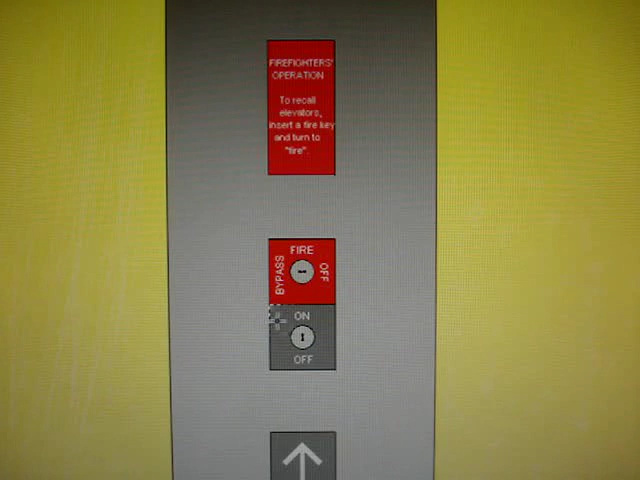 FIREFIGHTERS'
OPERATION
To recall
elevators,
insert a fire key
and turn to
"fire".
FIRE
BYPASS
OFF
ON
OFF